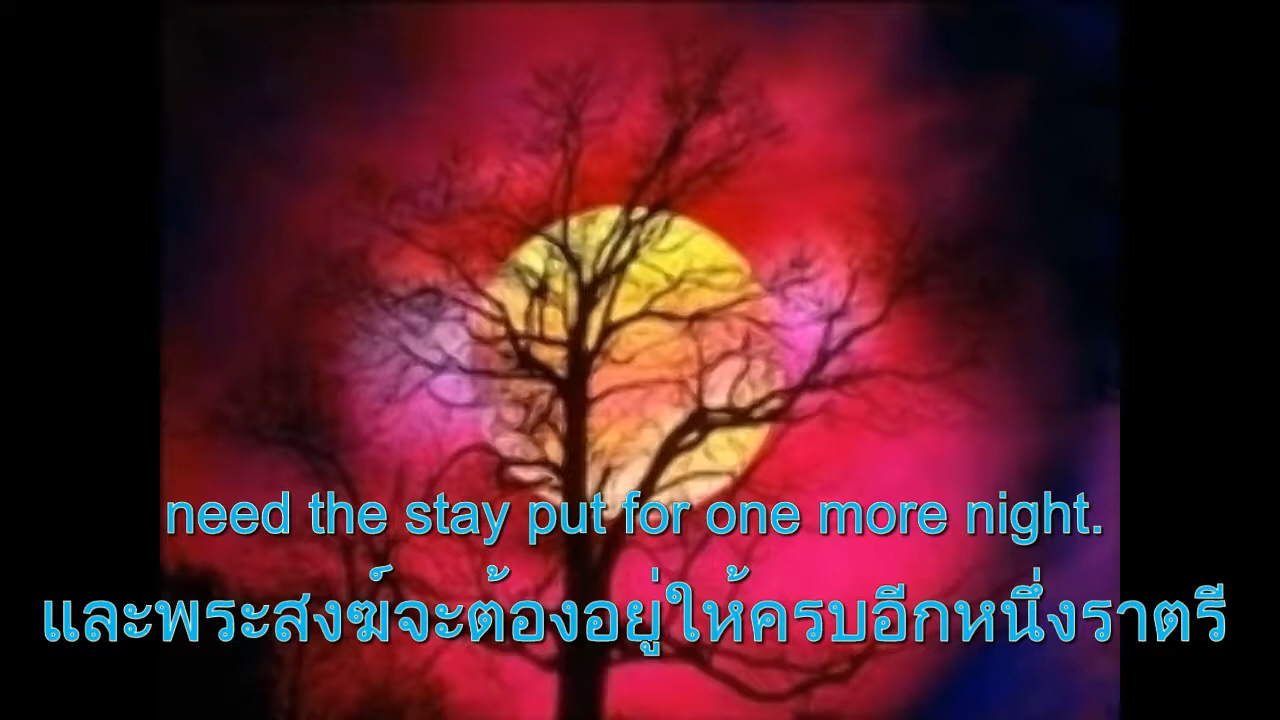 need the stay put for one more night.
และพระสงฆ์จะต้องอยู่ให้ครบอีกหนึ่งราตรี